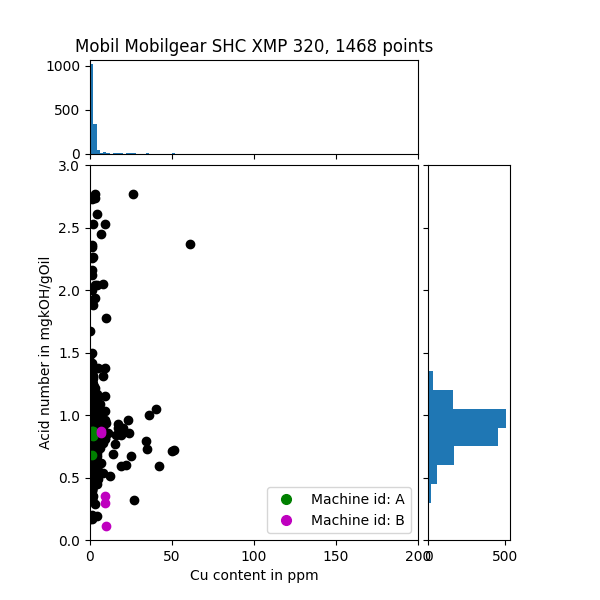 Mobil Mobilgear SHC XMP 320, 1468 points
1000
500
0
3.0
2.5
2.0
1.5
1.0
0.5
0.0
Acid number in mgkOH/gOil
Machine id: A
Machine id: B
0 50 100 150 200 0 500
Cu content in ppm